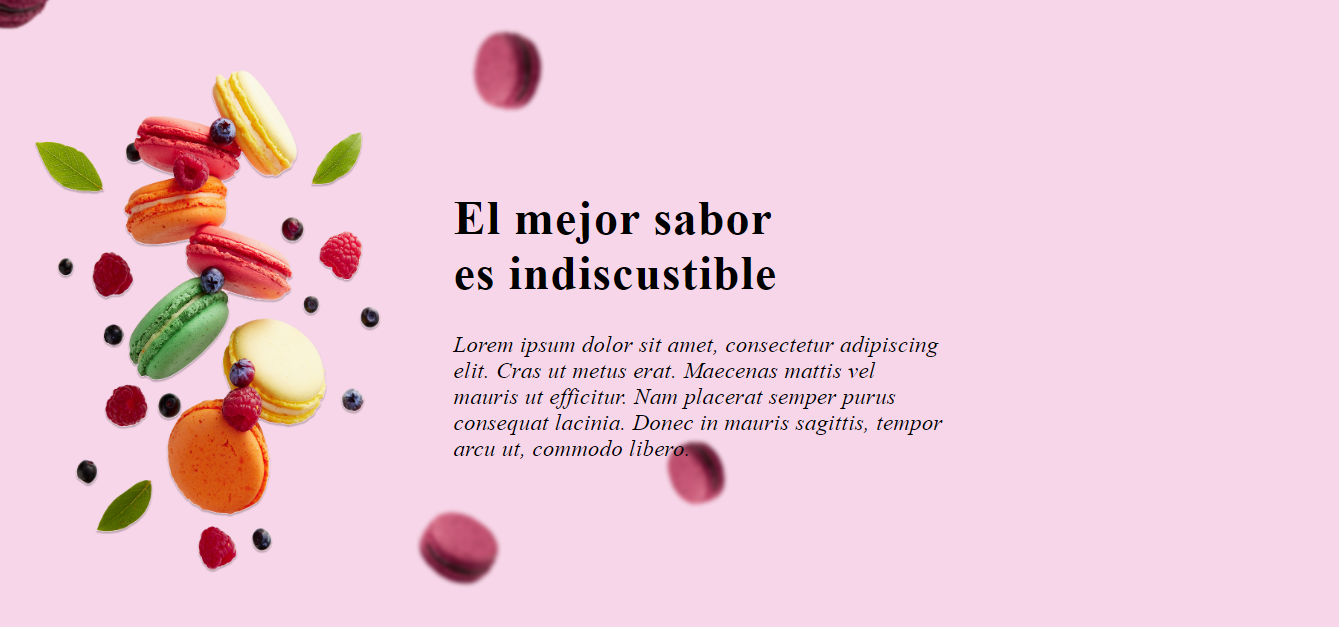 El mejor sabor
es indiscustible
Lorem ipsum dolor sit amet, consectetur adipiscing
elit. Cras ut metus erat. Maecenas mattis vel
mauris ut efficitur. Nam placerat semper purus
consequat lacinia. Donec in mauris sagittis, tempor
arcu ut, commodo libero.